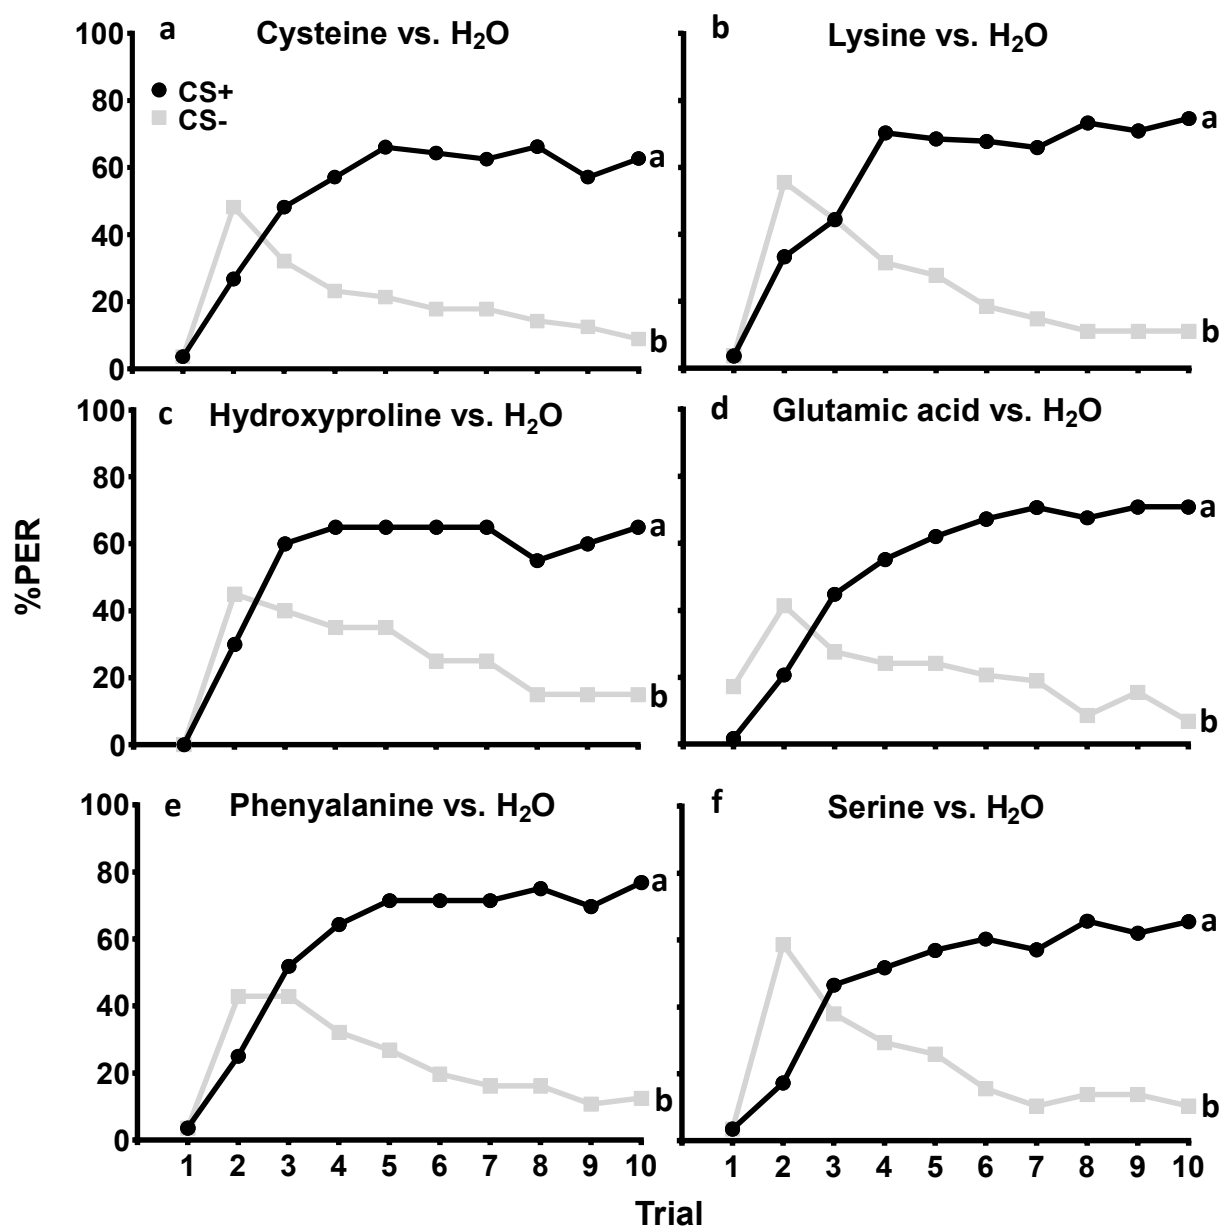 a Cysteine vs. H₂O
b Lysine vs. H₂O
CS+
CS-
100
80
60
40
20
0
a
b
a
b
c Hydroxyproline vs. H₂O
d Glutamic acid vs. H₂O
100
80
60
40
20
0
a
b
a
b
%PER
e Phenyalanine vs. H₂O
f Serine vs. H₂O
100
80
60
40
20
0
a
b
a
b
1 2 3 4 5 6 7 8 9 10
1 2 3 4 5 6 7 8 9 10
Trial